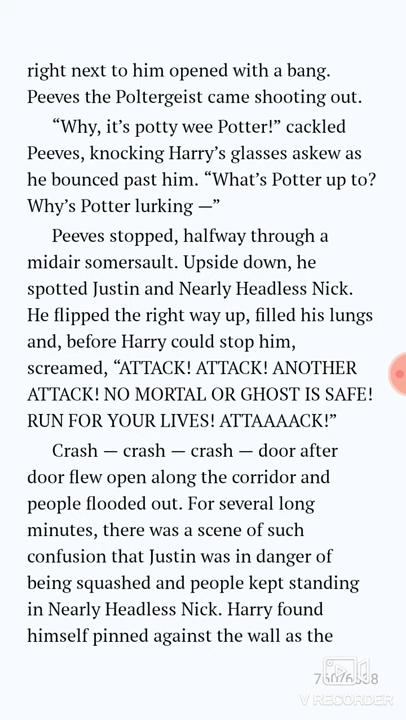 right next to him opened with a bang.
Peeves the Poltergeist came shooting out.
“Why, it’s potty wee Potter!” cackled
Peeves, knocking Harry’s glasses askew as
he bounced past him. “What’s Potter up to?
Why’s Potter lurking —”
Peeves stopped, halfway through a
midair somersault. Upside down, he
spotted Justin and Nearly Headless Nick.
He flipped the right way up, filled his lungs
and, before Harry could stop him,
screamed, “ATTACK! ATTACK! ANOTHER
ATTACK! NO MORTAL OR GHOST IS SAFE!
RUN FOR YOUR LIVES! ATTAAAACK!”
Crash — crash — crash — door after
door flew open along the corridor and
people flooded out. For several long
minutes, there was a scene of such
confusion that Justin was in danger of
being squashed and people kept standing
in Nearly Headless Nick. Harry found
himself pinned against the wall as the
V RECORDER